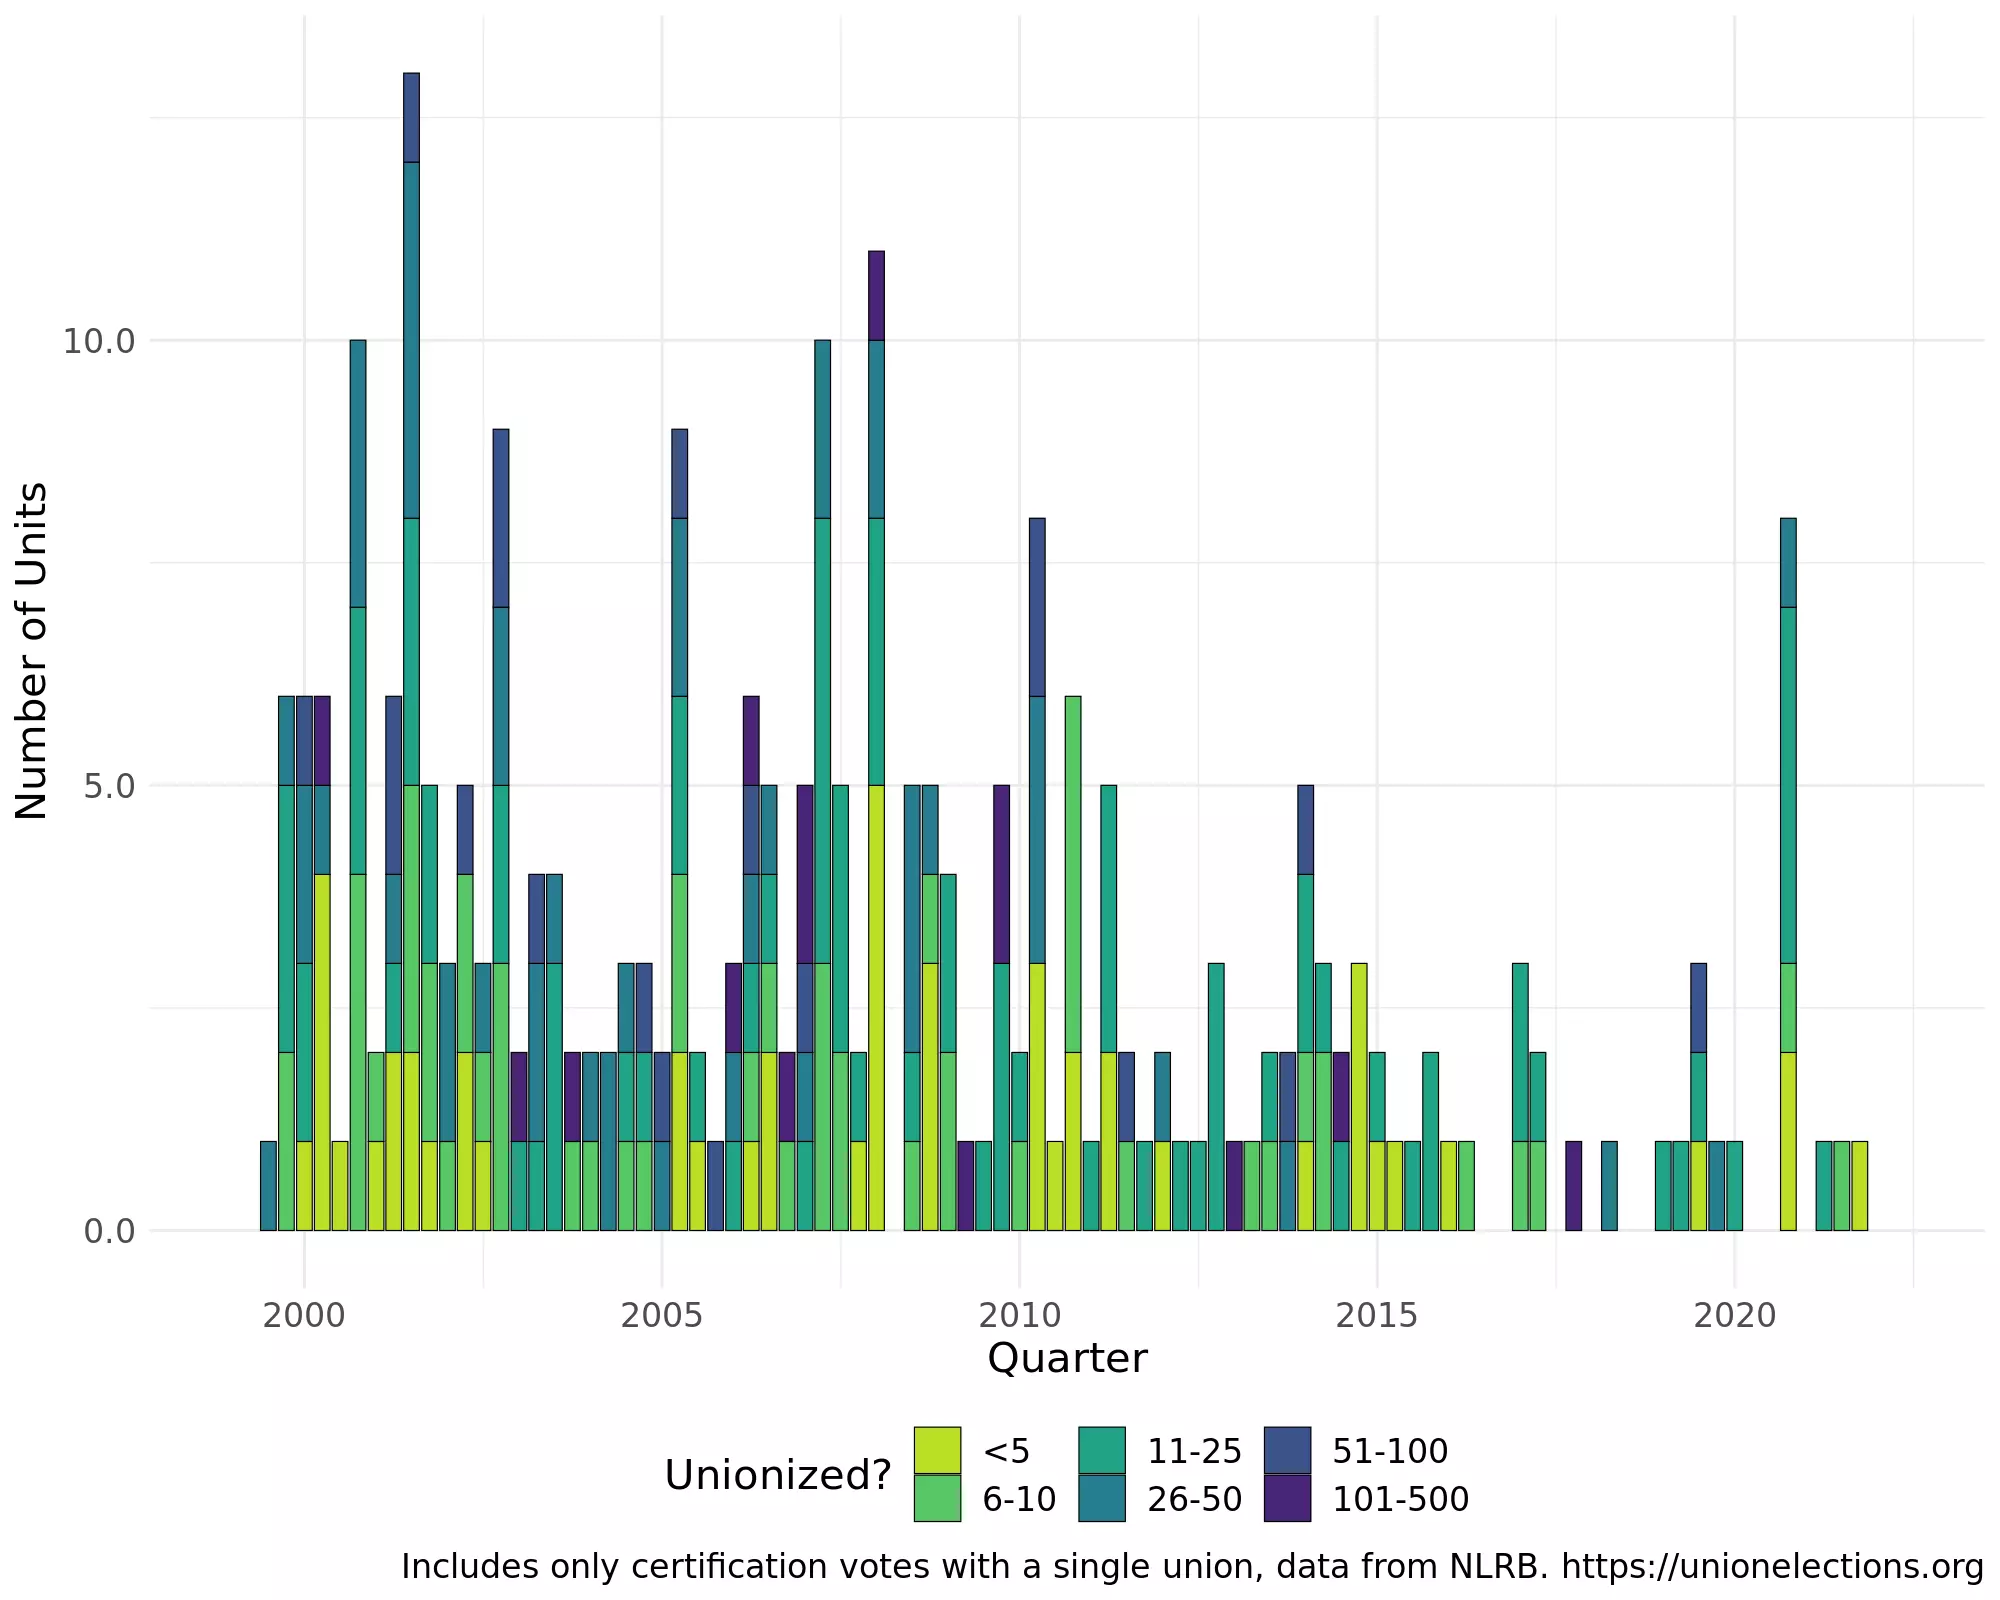 Number of Units
10.0
5.0
0.0
2000 2005 2010 2015 2020
Quarter
Unionized?
<5 11-25 51-100
6-10 26-50 101-500
Includes only certification votes with a single union, data from NLRB. https://unionelections.org